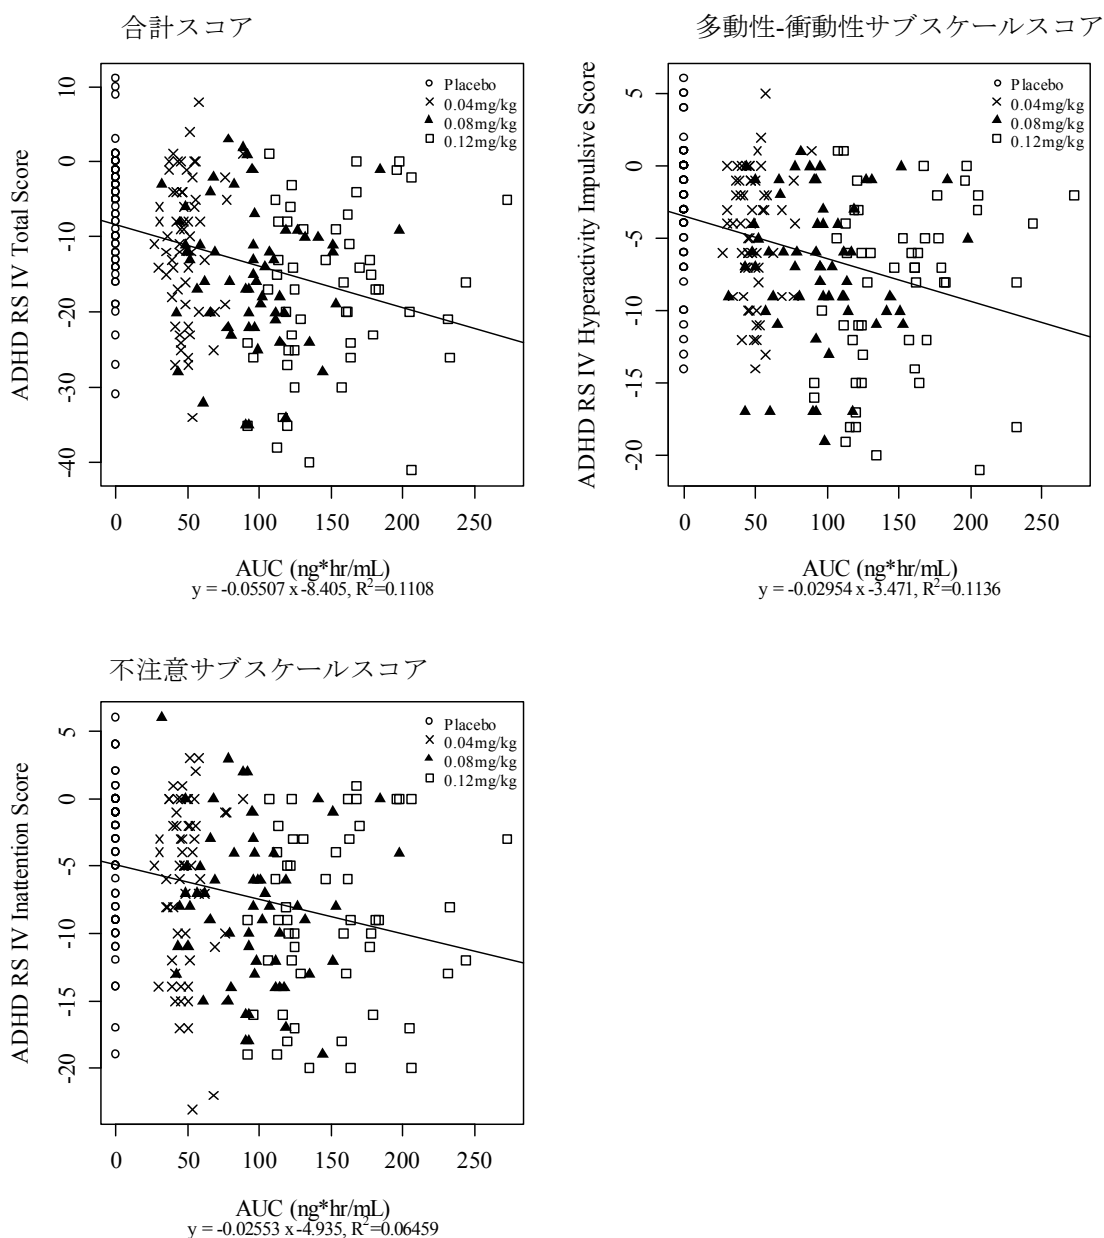 合計スコア
ADHD RS IV Total Score
10
0
-10
-20
-30
-40
Placebo
0.04mg/kg
0.08mg/kg
0.12mg/kg
0 50 100 150 200 250
AUC (ng*hr/mL)
y = -0.05507 x -8.405, R²=0.1108
多動性-衝動性サブスケールスコア
ADHD RS IV Hyperactivity Impulsive Score
5
0
-5
-10
-15
-20
Placebo
0.04mg/kg
0.08mg/kg
0.12mg/kg
0 50 100 150 200 250
AUC (ng*hr/mL)
y = -0.02954 x -3.471, R²=0.1136
不注意サブスケールスコア
ADHD RS IV Inattention Score
5
0
-5
-10
-15
-20
Placebo
0.04mg/kg
0.08mg/kg
0.12mg/kg
0 50 100 150 200 250
AUC (ng*hr/mL)
y = -0.02553 x -4.935, R²=0.06459